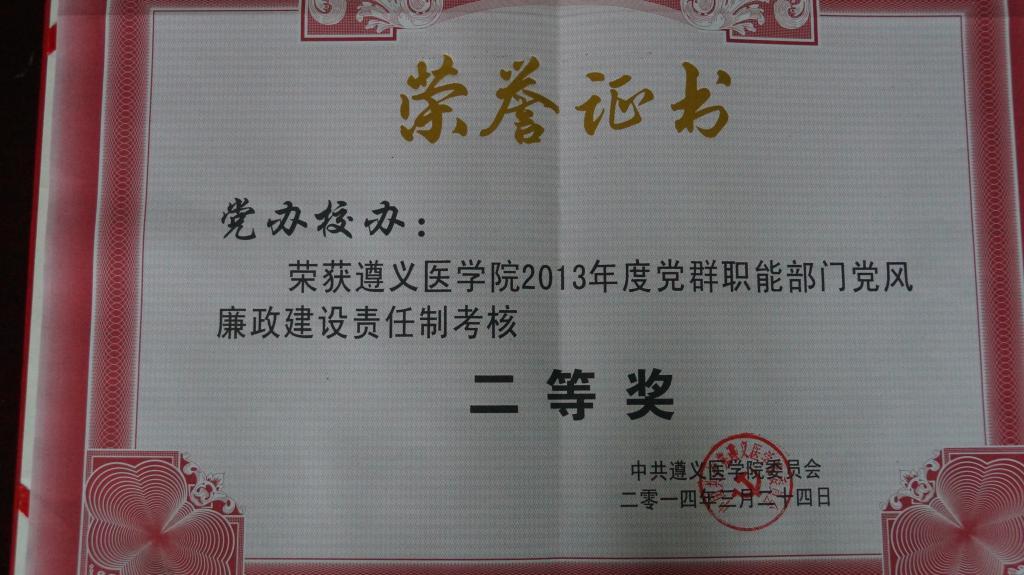 荣誉证书
党办校办：
荣获遵义医学院2013年度党群职能部门党风
廉政建设责任制考核
二等奖
中共遵义医学院委员会
二零一四年三月二十四日